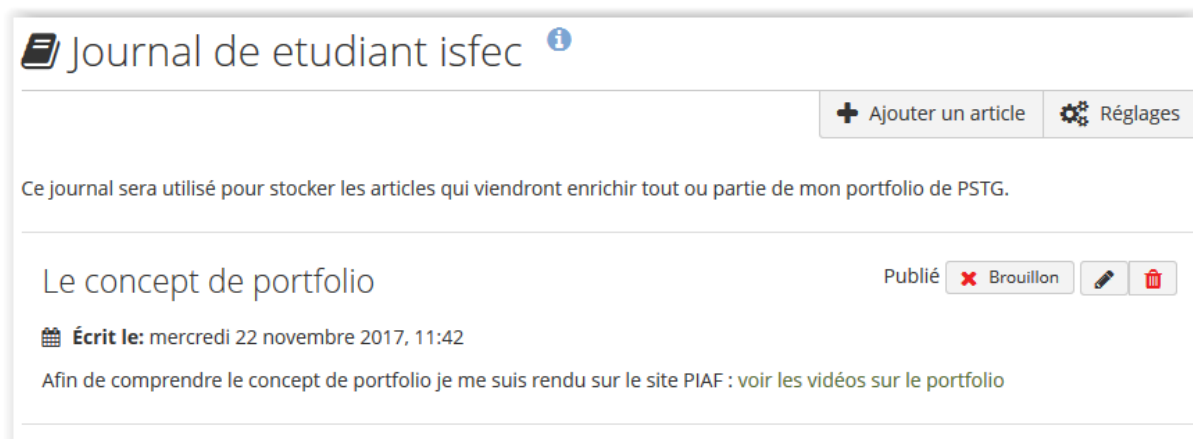 Journal de etudiant isfec
Ajouter un article
Réglages
Ce journal sera utilisé pour stocker les articles qui viendront enrichir tout ou partie de mon portfolio de PSTG.
Le concept de portfolio
Publié Brouillon
Écrit le: mercredi 22 novembre 2017, 11:42
Afin de comprendre le concept de portfolio je me suis rendu sur le site PIAF : voir les vidéos sur le portfolio